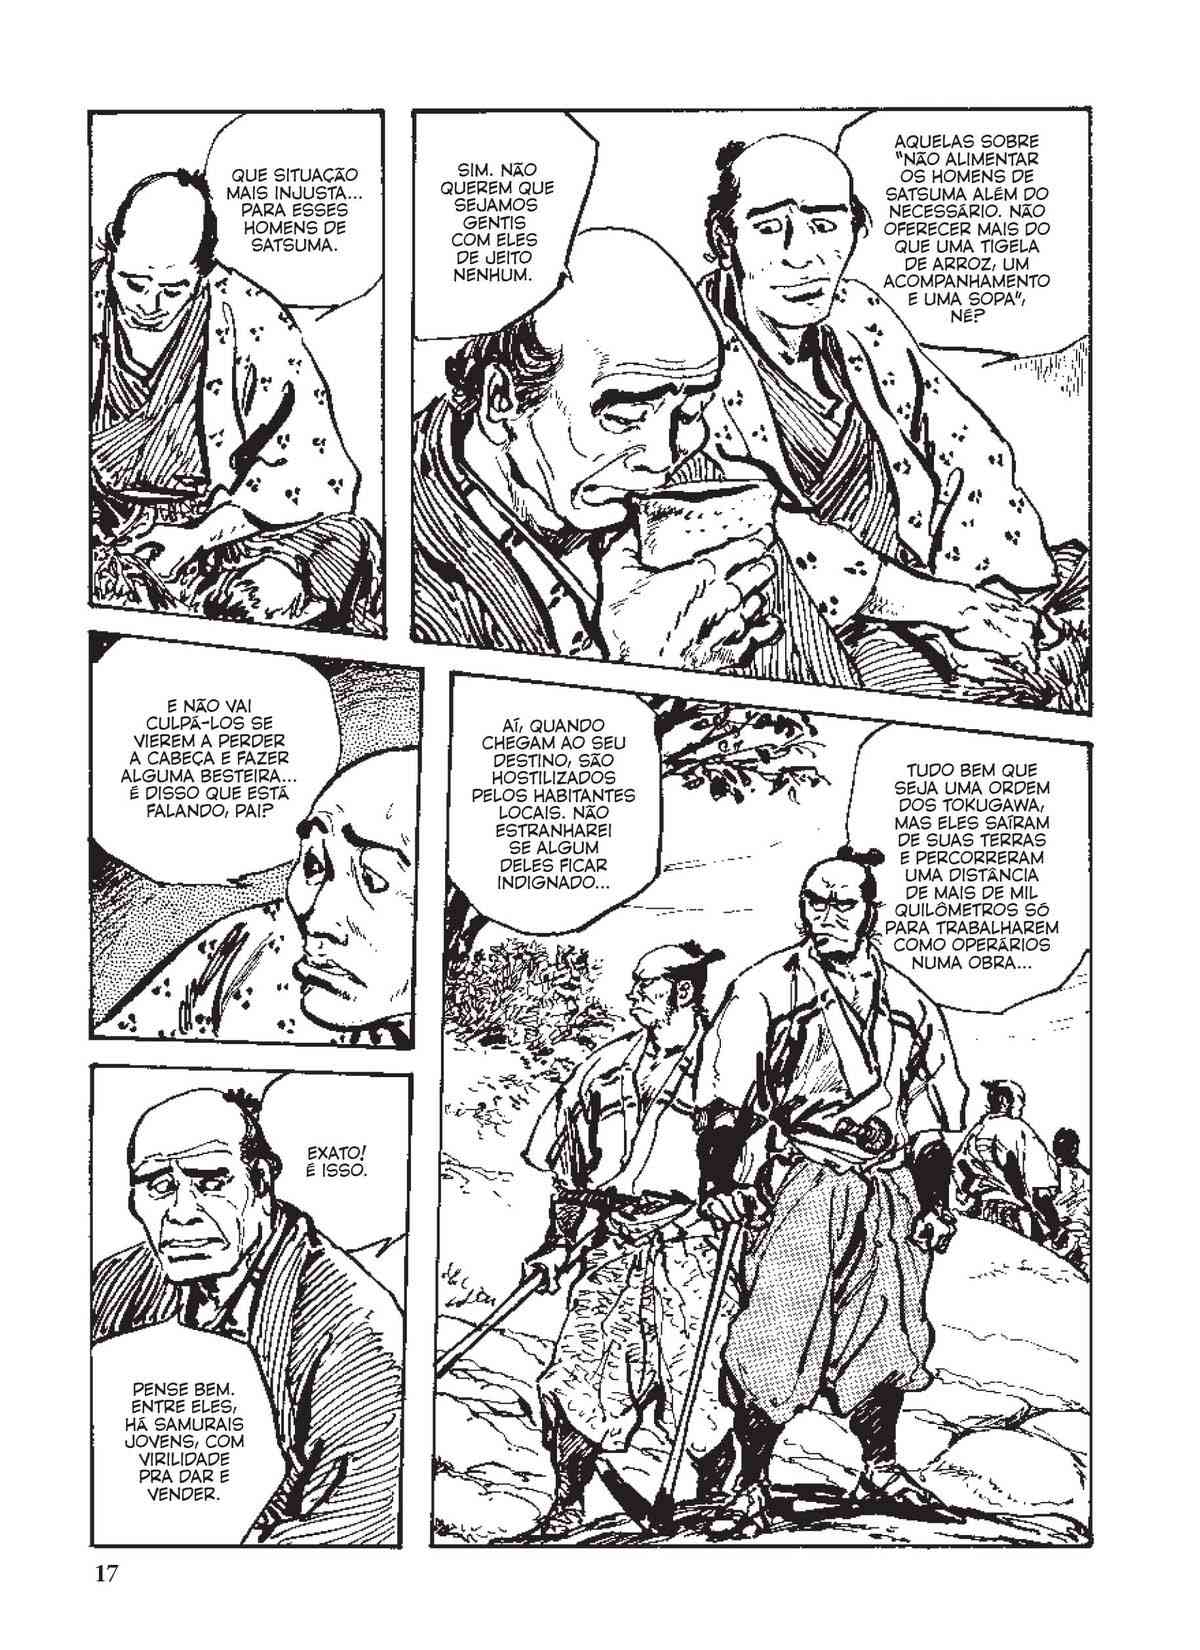 AQUELAS SOBRE
"NÃO ALIMENTAR
OS HOMENS DE
SATSUMA ALÉM DO
NECESSÁRIO. NÃO
OFERECER MAIS DO
QUE UMA TIGELA
DE ARROZ, UM
ACOMPANHAMENTO
E UMA SOPA",
NÉ?
SIM. NÃO
QUEREM QUE
SEJAMOS
GENTIS
COM ELES
DE JEITO
NENHUM.
QUE SITUAÇÃO
MAIS INJUSTA...
PARA ESSES
HOMENS DE
SATSUMA.
TUDO BEM QUE
SEJA UMA ORDEM
DOS TOKUGAWA,
MAS ELES SAÍRAM
DE SUAS TERRAS
E PERCORRERAM
UMA DISTÂNCIA
DE MAIS DE MIL
QUILÔMETROS SÓ
PARA TRABALHAREM
COMO OPERÁRIOS
NUMA OBRA...
AÍ, QUANDO
CHEGAM AO SEU
DESTINO, SÃO
HOSTILIZADOS
PELOS HABITANTES
LOCAIS. NÃO
ESTRANHAREI
SE ALGUM
DELES FICAR
INDIGNADO...
E NÃO VAI
CULPÁ-LOS SE
VIEREM A PERDER
A CABEÇA E FAZER
ALGUMA BESTEIRA...
É DISSO QUE ESTÁ
FALANDO, PAI?
EXATO!
É ISSO.
PENSE BEM.
ENTRE ELES,
HÁ SAMURAIS
JOVENS, COM
VIRILIDADE
PRA DAR E
VENDER.
17